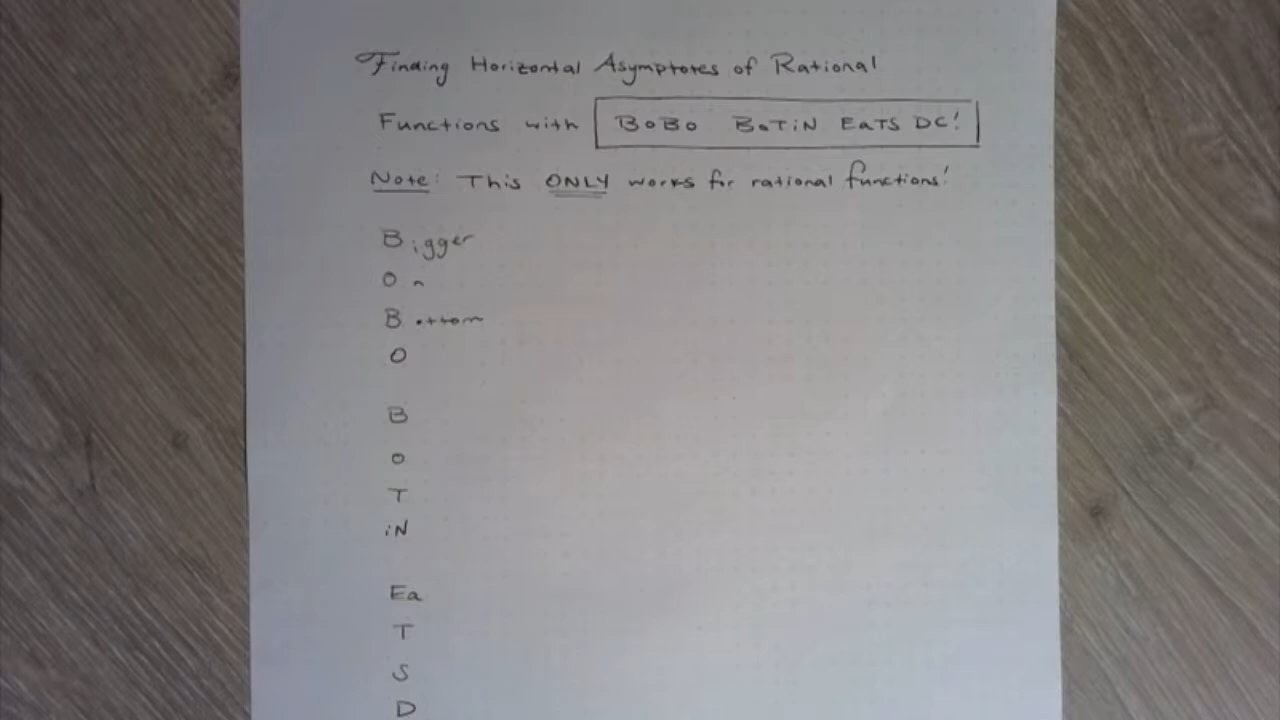 Finding Horizontal Asymptotes of Rational
Functions with BoBo BoTiN EaTS DC!
Note: This ONLY works for rational functions!
Bigger
On
Bottom
O
B
O
T
iN
Ea
T
S
D